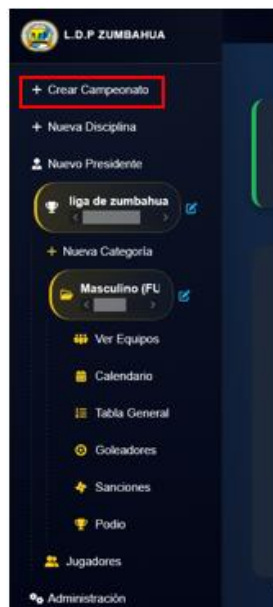 L.D.P ZUMBAHUA
+ Crear Campeonato
+ Nueva Disciplina
Nuevo Presidente
liga de zumbahua
+ Nueva Categoría
Masculino (FU
Ver Equipos
Calendario
Tabla General
Goleadores
Sanciones
Podio
Jugadores
Administración